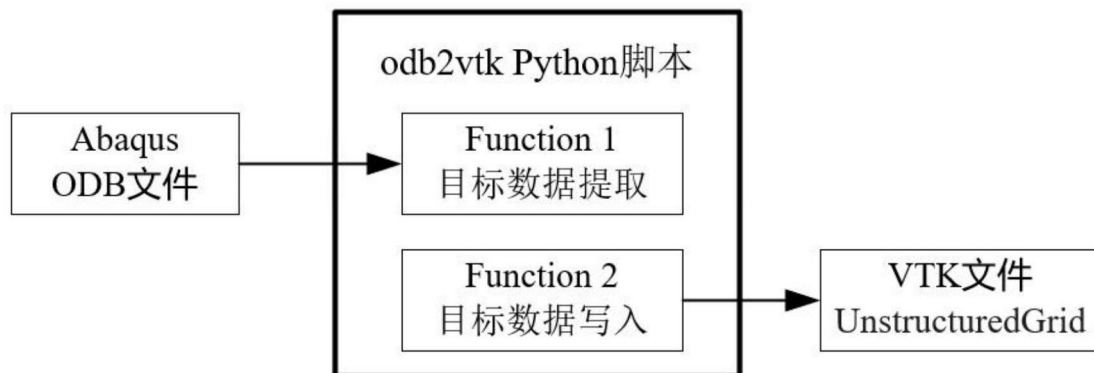 odb2vtk Python脚本
Abaqus
ODB文件
Function 1
目标数据提取
Function 2
目标数据写入
VTK文件
UnstructuredGrid